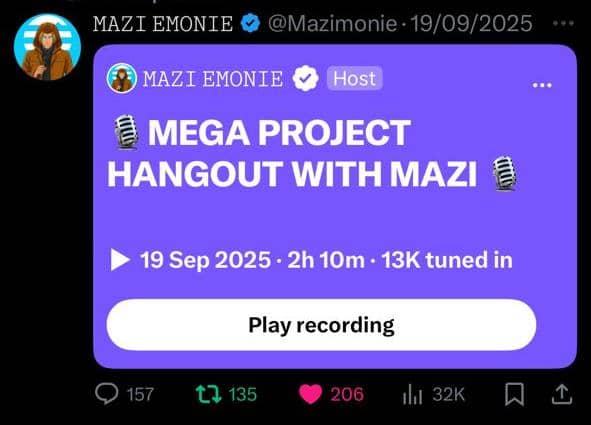 MAZI EMONIE @Mazimonie · 19/09/2025 ···
MAZI EMONIE Host ...
🎙️ MEGA PROJECT
HANGOUT WITH MAZI 🎙️
19 Sep 2025 · 2h 10m · 13K tuned in
Play recording
157 135 206 32K